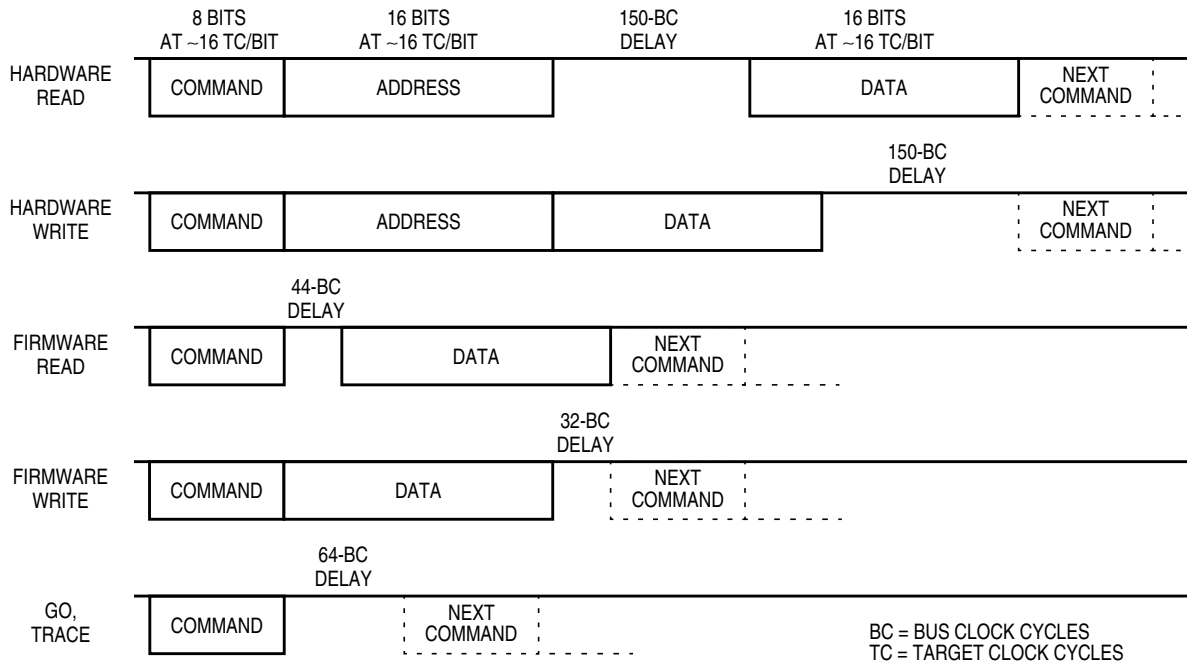 8 BITS
AT ~16 TC/BIT
16 BITS
AT ~16 TC/BIT
150-BC
DELAY
16 BITS
AT ~16 TC/BIT
HARDWARE
READ
COMMAND
ADDRESS
DATA
NEXT
COMMAND
150-BC
DELAY
HARDWARE
WRITE
COMMAND
ADDRESS
DATA
NEXT
COMMAND
44-BC
DELAY
FIRMWARE
READ
COMMAND
DATA
NEXT
COMMAND
32-BC
DELAY
FIRMWARE
WRITE
COMMAND
DATA
NEXT
COMMAND
64-BC
DELAY
GO,
TRACE
COMMAND
NEXT
COMMAND
BC = BUS CLOCK CYCLES
TC = TARGET CLOCK CYCLES